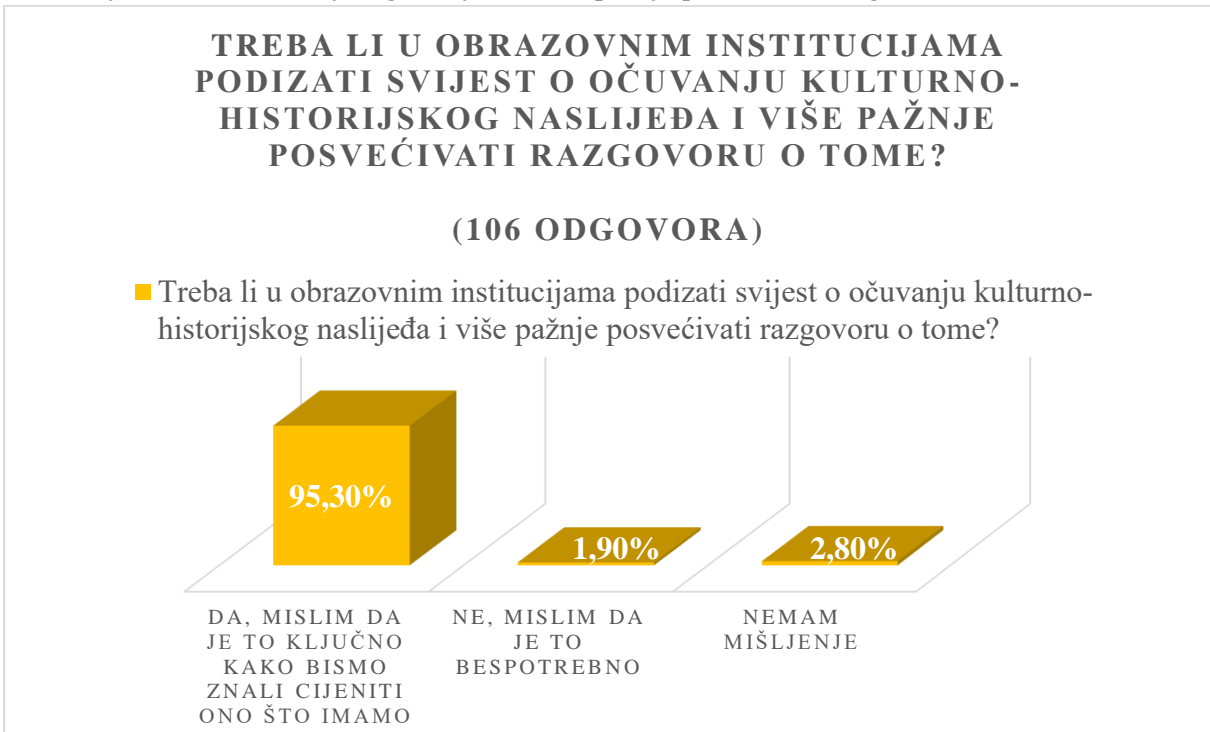 TREBA LI U OBRAZOVNIM INSTITUCIJAMA
PODIZATI SVIJEST O OČUVANJU KULTURNO-
HISTORIJSKOG NASLIJEĐA I VIŠE PAŽNJE
POSVEĆIVATI RAZGOVORU O TOME?
(106 ODGOVORA)
Treba li u obrazovnim institucijama podizati svijest o očuvanju kulturno-
historijskog naslijeđa i više pažnje posvećivati razgovoru o tome?
95,30%
1,90%
2,80%
DA, MISLIM DA
JE TO KLJUČNO
KAKO BISMO
ZNALI CIJENITI
ONO ŠTO IMAMO
NE, MISLIM DA
JE TO
BESPOTREBNO
NEMAM
MIŠLJENJE